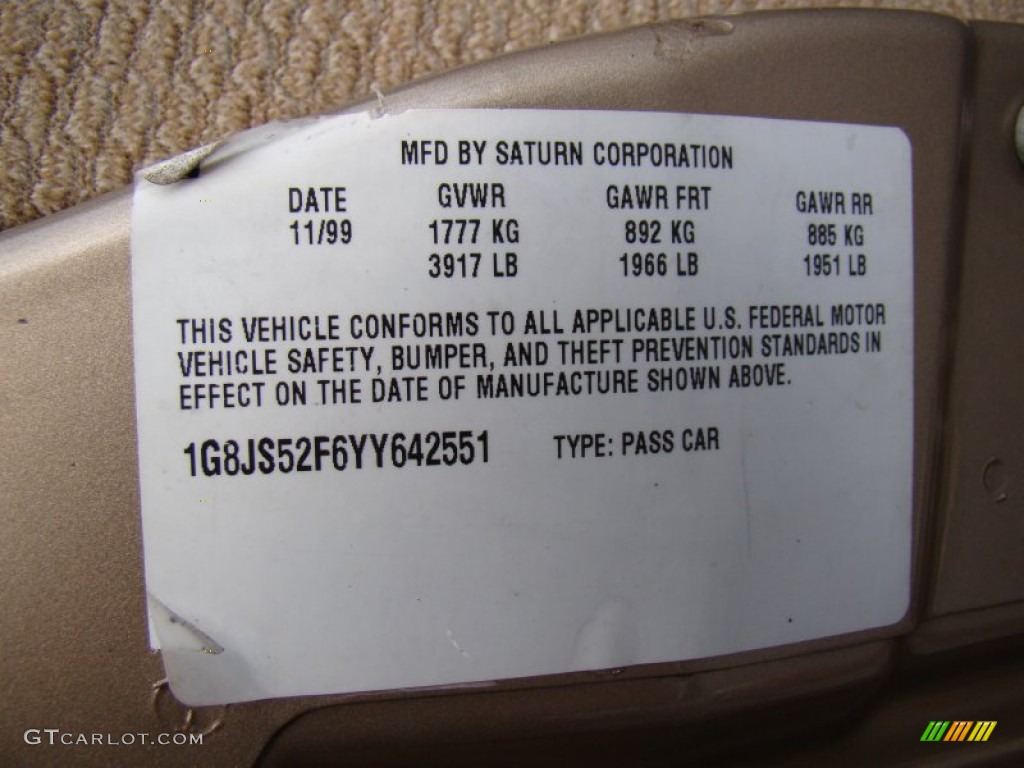 MFD BY SATURN CORPORATION
DATE GVWR GAWR FRT GAWR RR
11/99 1777 KG 892 KG 885 KG
3917 LB 1966 LB 1951 LB
THIS VEHICLE CONFORMS TO ALL APPLICABLE U.S. FEDERAL MOTOR
VEHICLE SAFETY, BUMPER, AND THEFT PREVENTION STANDARDS IN
EFFECT ON THE DATE OF MANUFACTURE SHOWN ABOVE.
1G8JS52F6YY642551 TYPE: PASS CAR
GTCARLOT.COM